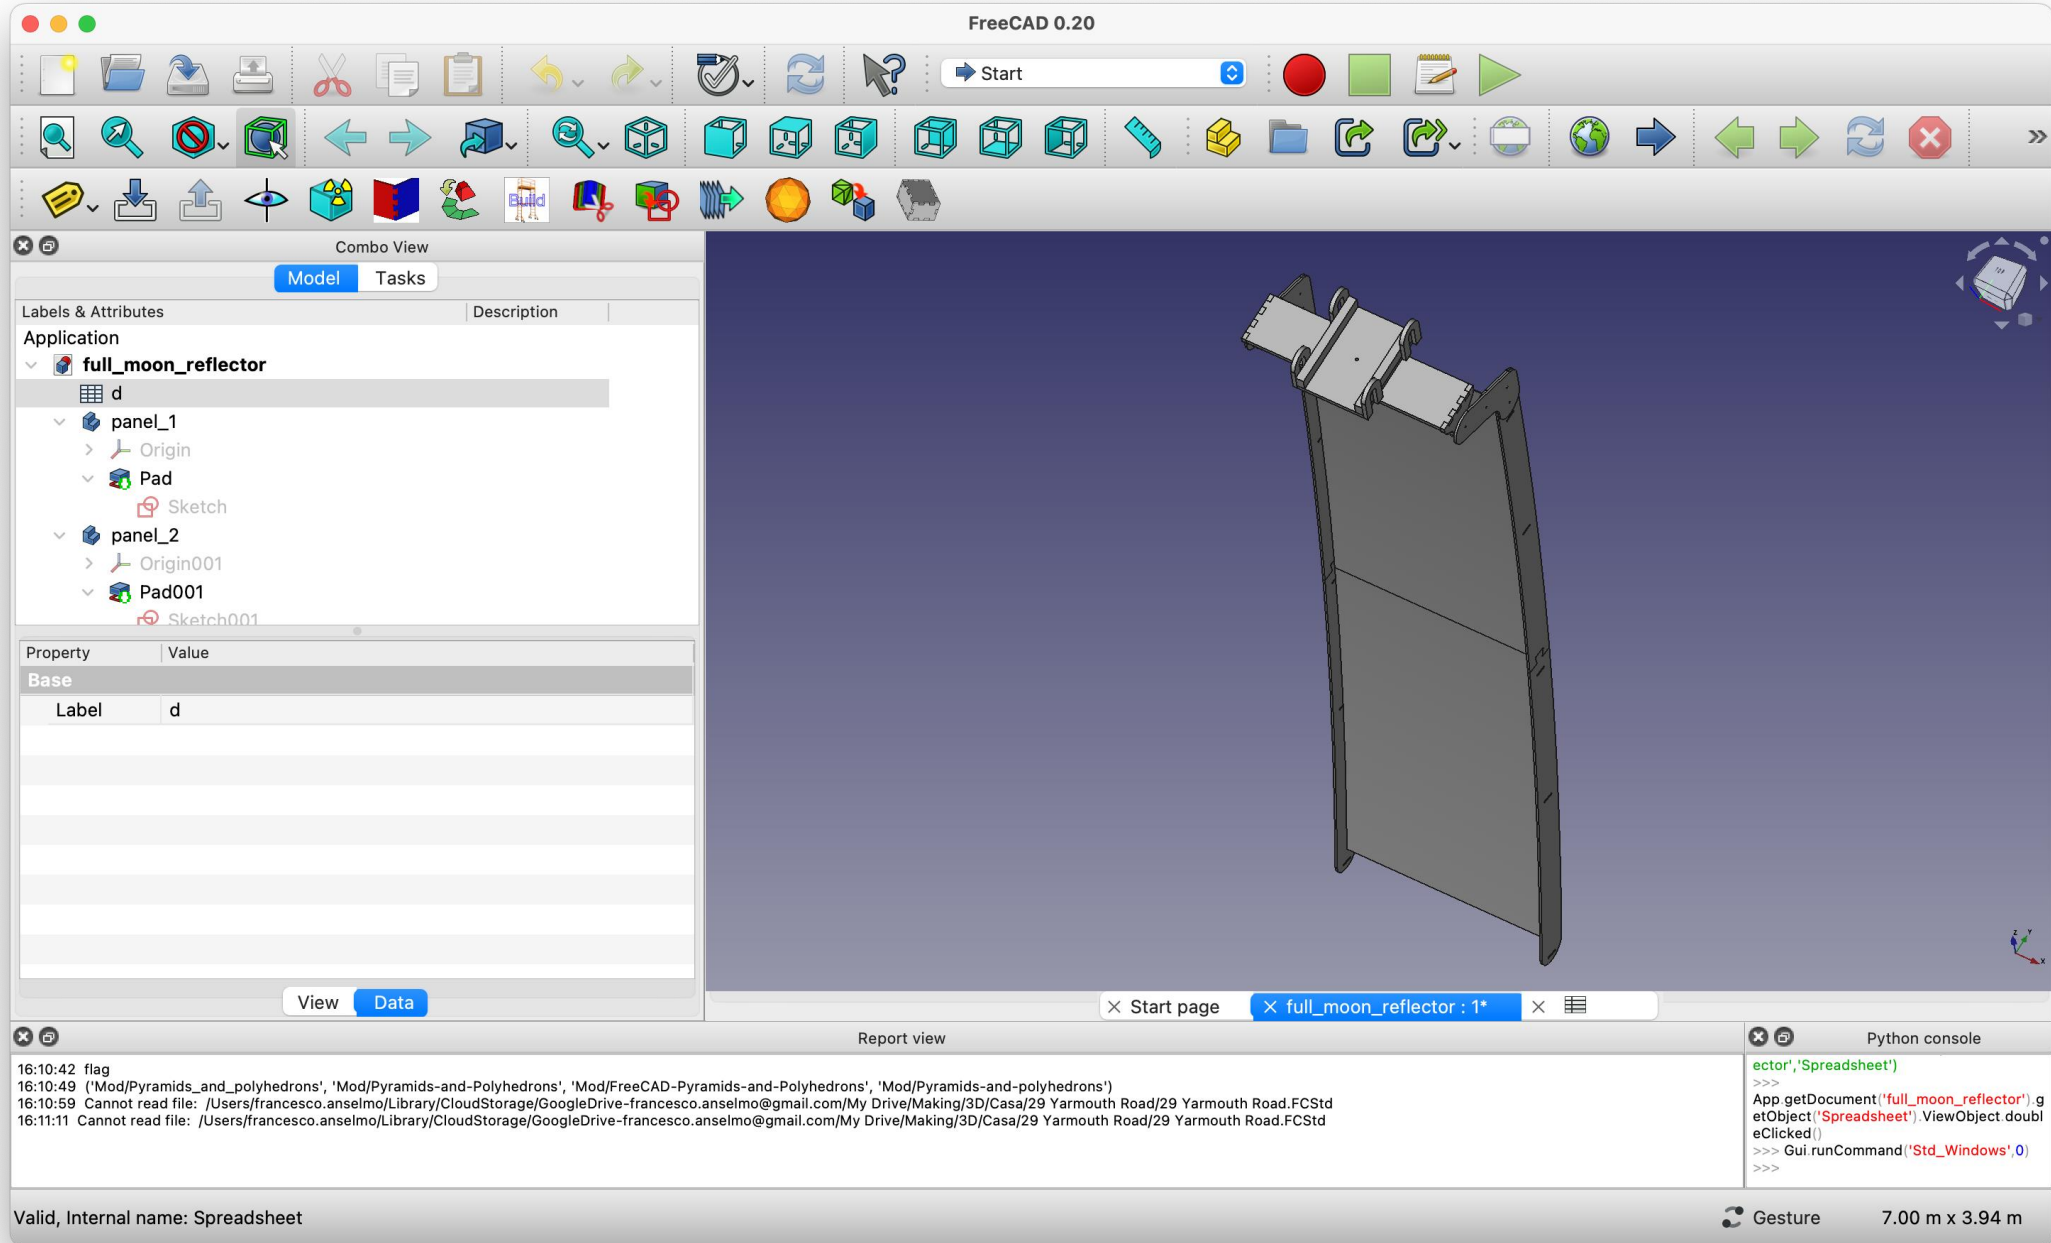 FreeCAD 0.20
Start
Build
Combo View
Model Tasks
Labels & Attributes Description
Application
full_moon_reflector
d
panel_1
Origin
Pad
Sketch
panel_2
Origin001
Pad001
Sketch001
Property Value
Base
Label d
View Data
TOP
Z Y
X
Start page
full_moon_reflector : 1*
Report view
16:10:42 flag
16:10:49 ('Mod/Pyramids_and_polyhedrons', 'Mod/Pyramids-and-Polyhedrons', 'Mod/FreeCAD-Pyramids-and-Polyhedrons', 'Mod/Pyramids-and-polyhedrons')
16:10:59 Cannot read file: /Users/francesco.anselmo/Library/CloudStorage/GoogleDrive-francesco.anselmo@gmail.com/My Drive/Making/3D/Casa/29 Yarmouth Road/29 Yarmouth Road.FCStd
16:11:11 Cannot read file: /Users/francesco.anselmo/Library/CloudStorage/GoogleDrive-francesco.anselmo@gmail.com/My Drive/Making/3D/Casa/29 Yarmouth Road/29 Yarmouth Road.FCStd
Python console
ector','Spreadsheet')
>>>
App.getDocument('full_moon_reflector').g
etObject('Spreadsheet').ViewObject.doubl
eClicked()
>>> Gui.runCommand('Std_Windows',0)
>>>
Valid, Internal name: Spreadsheet
Gesture 7.00 m x 3.94 m